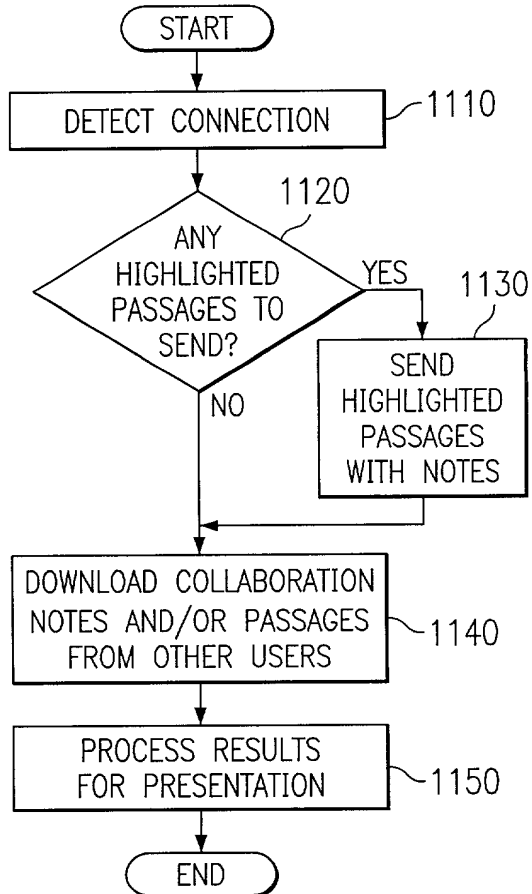 START
DETECT CONNECTION
1110
1120
ANY
HIGHLIGHTED
PASSAGES TO
SEND?
YES
1130
SEND
HIGHLIGHTED
PASSAGES
WITH NOTES
NO
DOWNLOAD COLLABORATION
NOTES AND/OR PASSAGES
FROM OTHER USERS
1140
PROCESS RESULTS
FOR PRESENTATION
1150
END